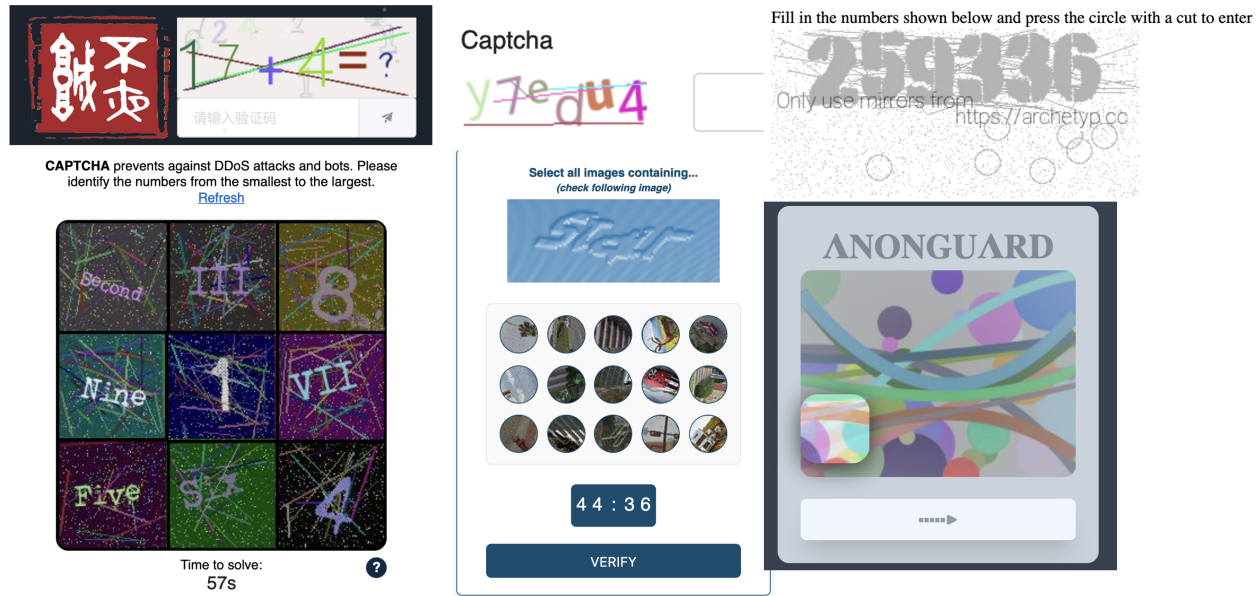 17 + 4 = ?
请输入验证码
CAPTCHA prevents against DDoS attacks and bots. Please
identify the numbers from the smallest to the largest.
Refresh
Second III 8
Nine 1 VII
Five Six 4
Time to solve:
57s
?
Captcha
y7edu4
Select all images containing...
(check following image)
Stair
44:36
VERIFY
Fill in the numbers shown below and press the circle with a cut to enter
259336
Only use mirrors from
https://archetyp.cc
ANONGUARD